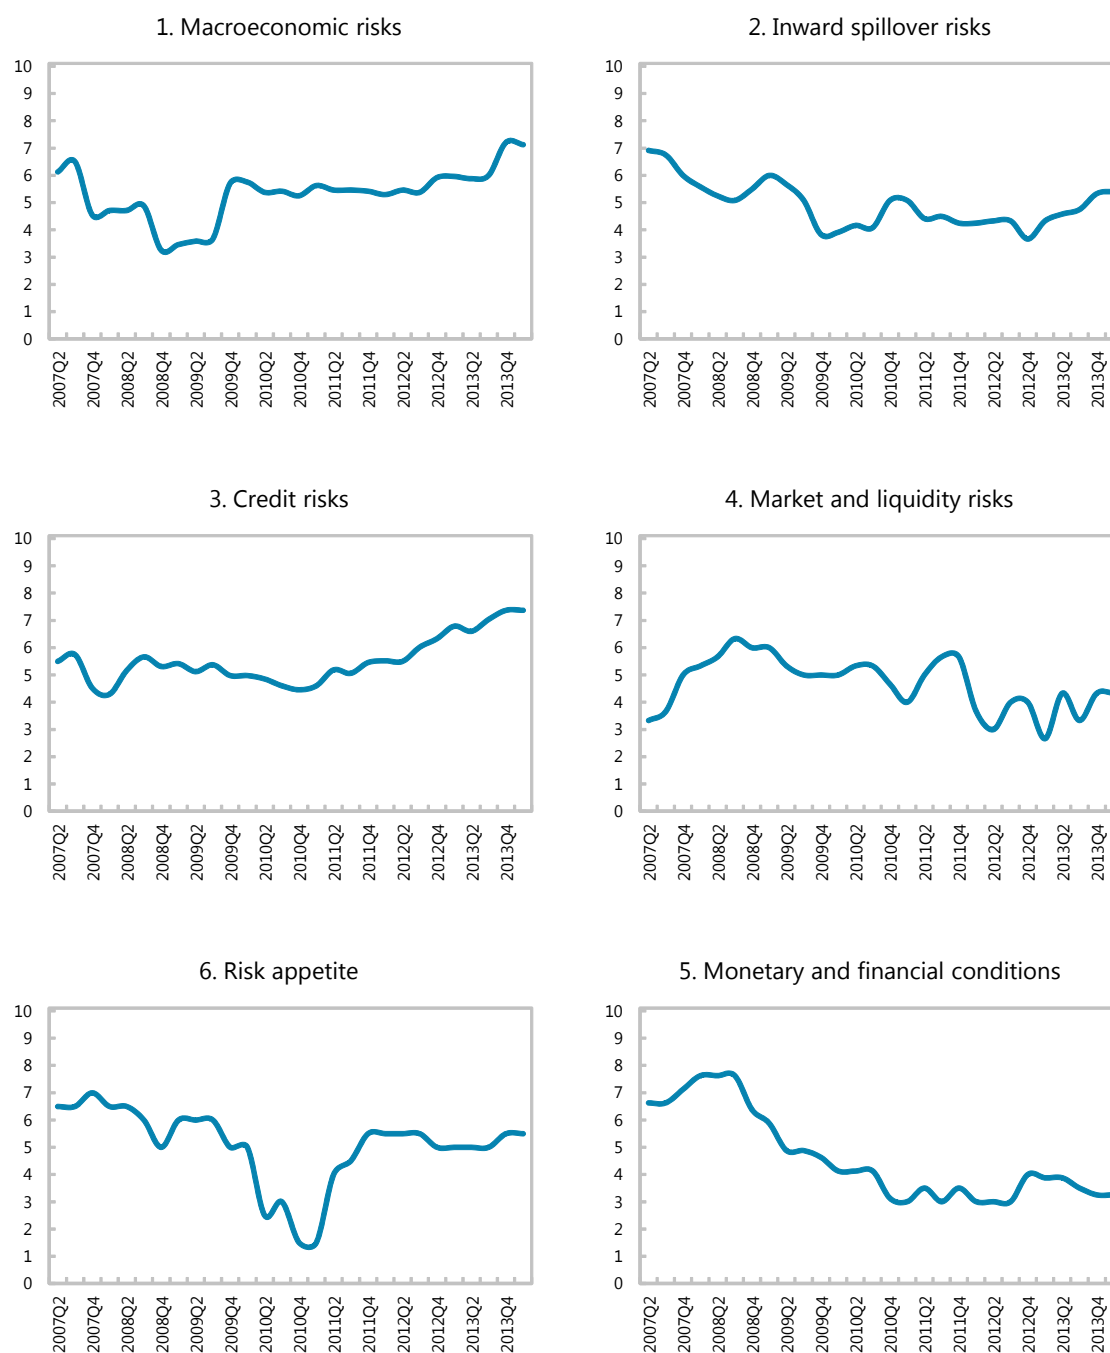 1. Macroeconomic risks
10
9
8
7
6
5
4
3
2
1
0
2007Q2
2007Q4
2008Q2
2008Q4
2009Q2
2009Q4
2010Q2
2010Q4
2011Q2
2011Q4
2012Q2
2012Q4
2013Q2
2013Q4
2. Inward spillover risks
10
9
8
7
6
5
4
3
2
1
0
2007Q2
2007Q4
2008Q2
2008Q4
2009Q2
2009Q4
2010Q2
2010Q4
2011Q2
2011Q4
2012Q2
2012Q4
2013Q2
2013Q4
3. Credit risks
10
9
8
7
6
5
4
3
2
1
0
2007Q2
2007Q4
2008Q2
2008Q4
2009Q2
2009Q4
2010Q2
2010Q4
2011Q2
2011Q4
2012Q2
2012Q4
2013Q2
2013Q4
4. Market and liquidity risks
10
9
8
7
6
5
4
3
2
1
0
2007Q2
2007Q4
2008Q2
2008Q4
2009Q2
2009Q4
2010Q2
2010Q4
2011Q2
2011Q4
2012Q2
2012Q4
2013Q2
2013Q4
6. Risk appetite
10
9
8
7
6
5
4
3
2
1
0
2007Q2
2007Q4
2008Q2
2008Q4
2009Q2
2009Q4
2010Q2
2010Q4
2011Q2
2011Q4
2012Q2
2012Q4
2013Q2
2013Q4
5. Monetary and financial conditions
10
9
8
7
6
5
4
3
2
1
0
2007Q2
2007Q4
2008Q2
2008Q4
2009Q2
2009Q4
2010Q2
2010Q4
2011Q2
2011Q4
2012Q2
2012Q4
2013Q2
2013Q4